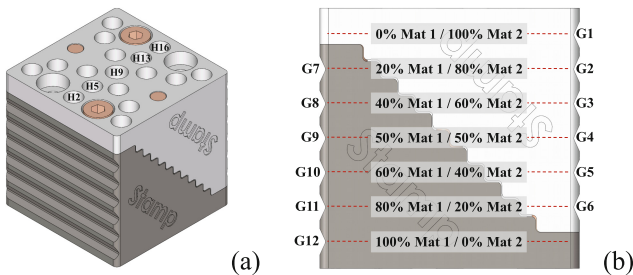 H16
H13
H9
H5
H2
Stamp
Stamp
(a)
0% Mat 1 / 100% Mat 2 G1
G7 20% Mat 1 / 80% Mat 2 G2
G8 40% Mat 1 / 60% Mat 2 G3
G9 50% Mat 1 / 50% Mat 2 G4
G10 60% Mat 1 / 40% Mat 2 G5
G11 80% Mat 1 / 20% Mat 2 G6
G12 100% Mat 1 / 0% Mat 2
Stamp
stamp
(b)